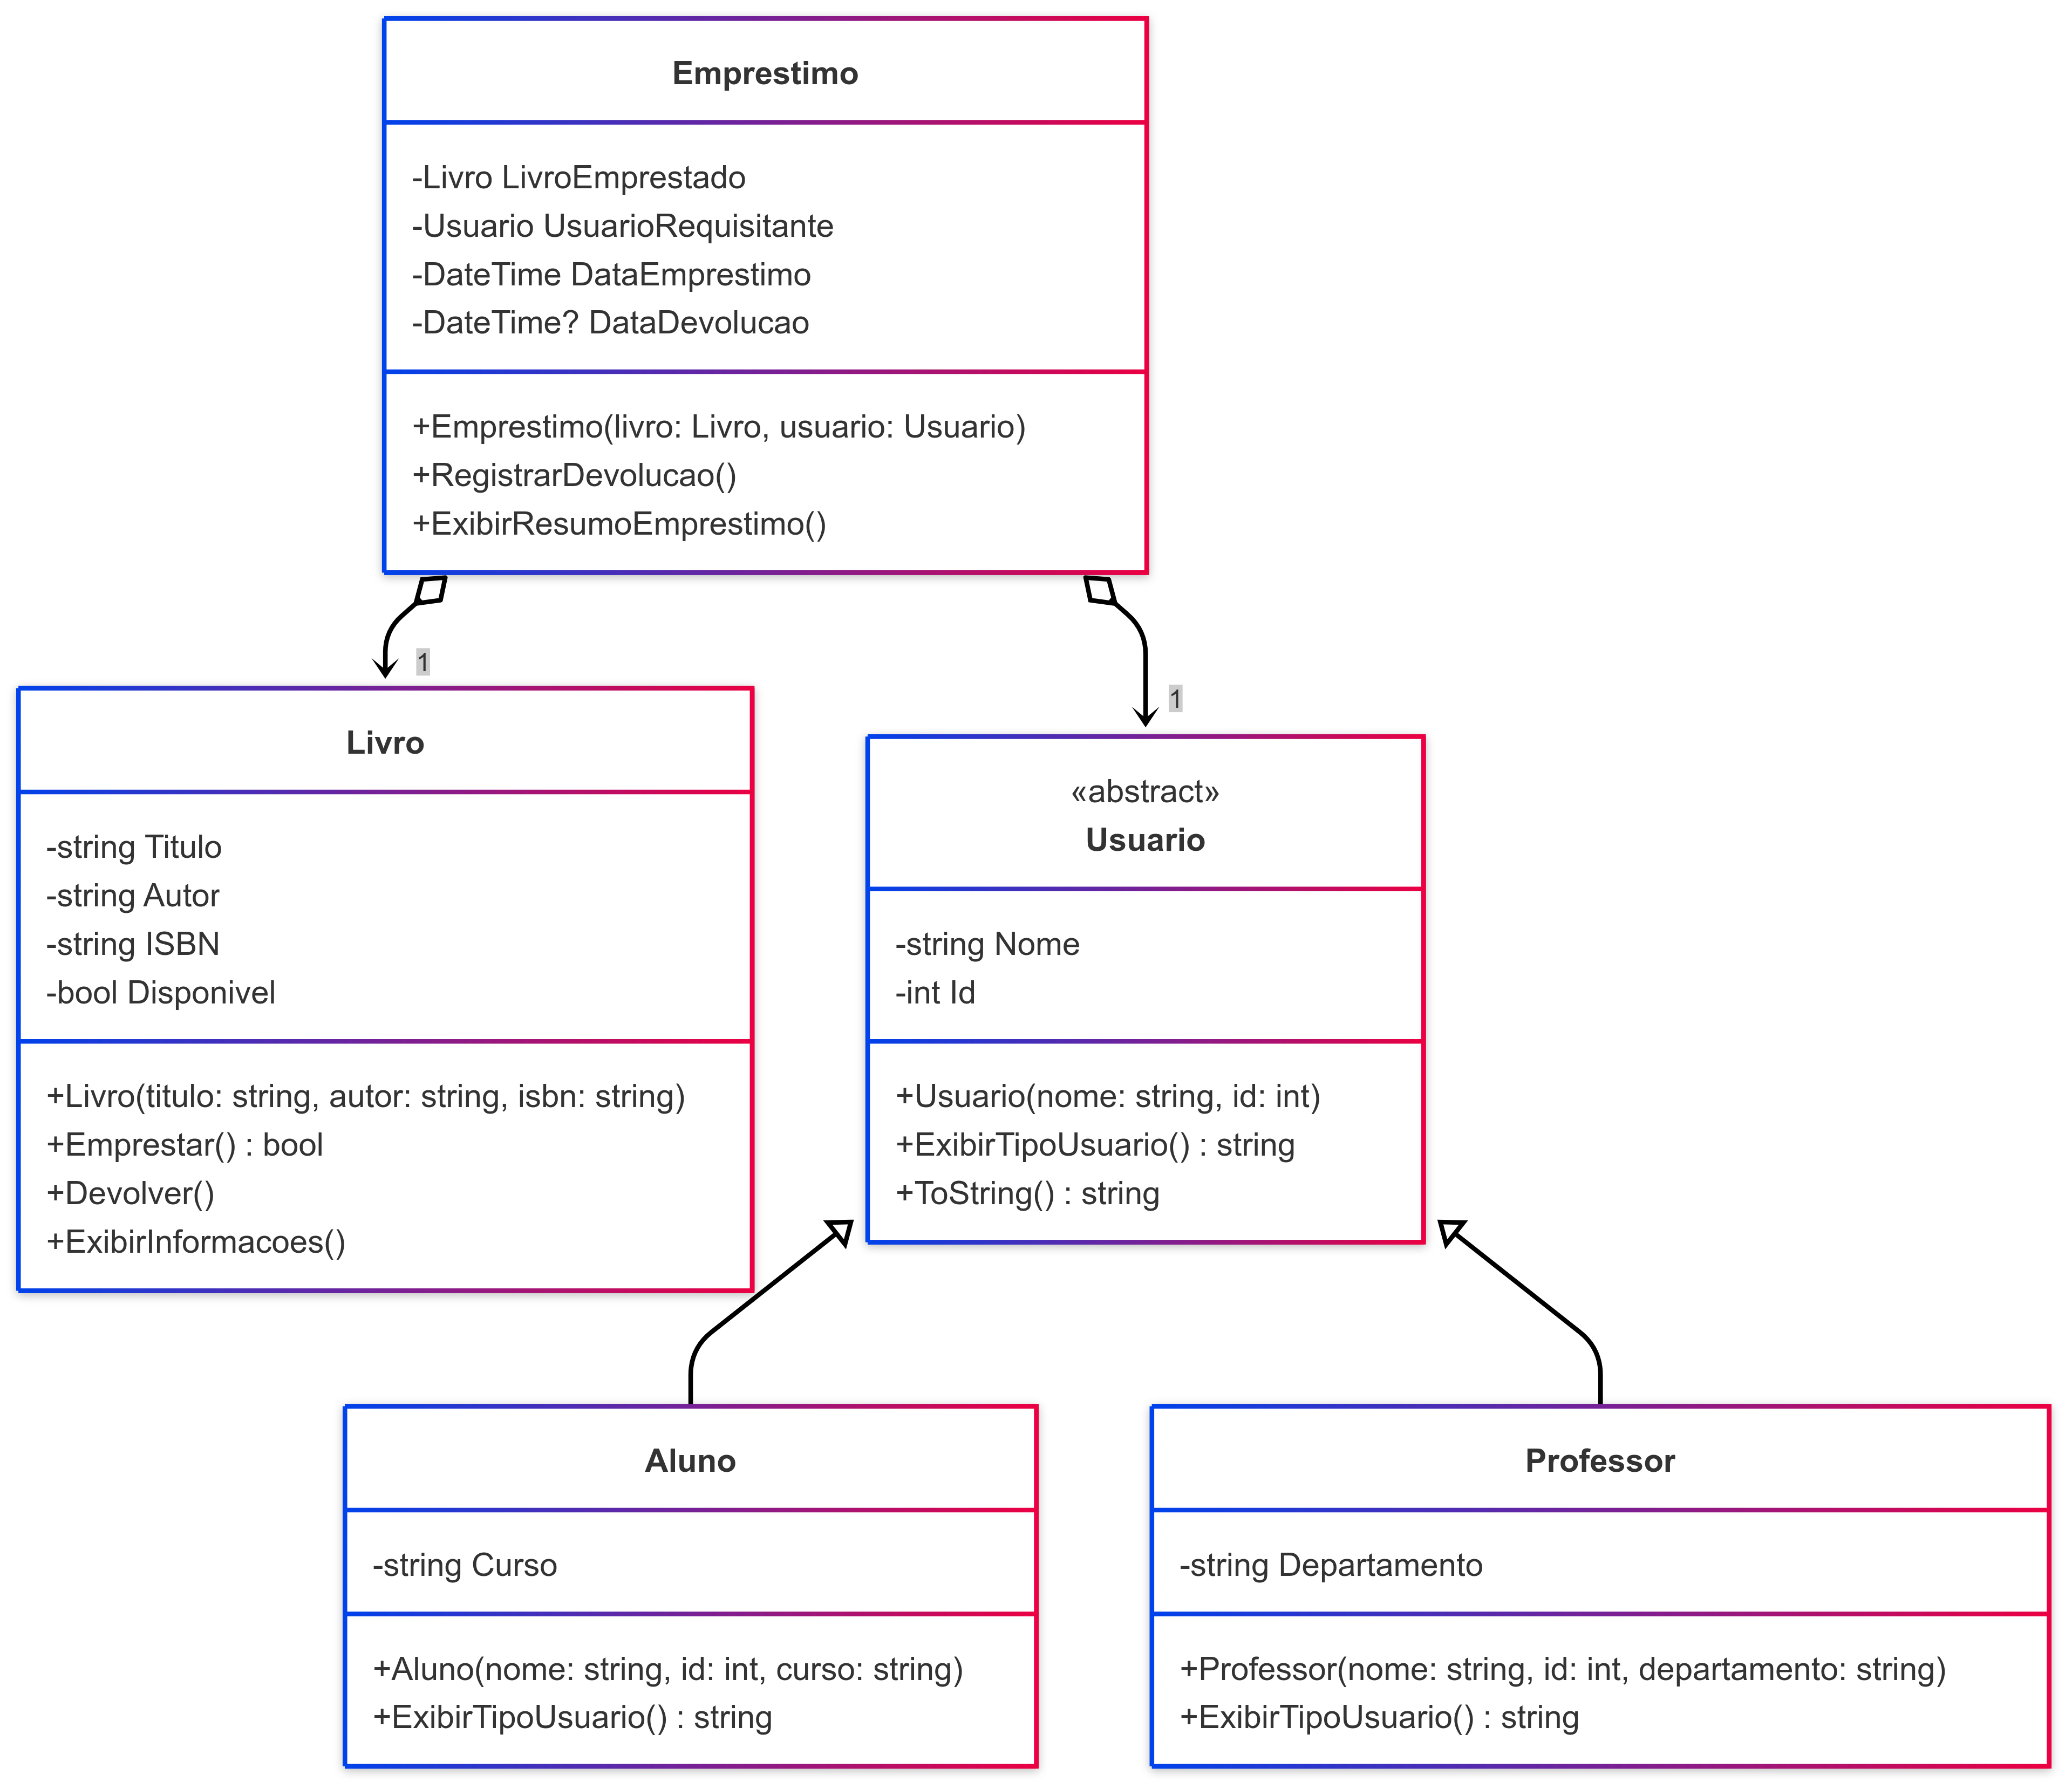 Emprestimo
-Livro LivroEmprestado
-Usuario UsuarioRequisitante
-DateTime DataEmprestimo
-DateTime? DataDevolucao
+Emprestimo(livro: Livro, usuario: Usuario)
+RegistrarDevolucao()
+ExibirResumoEmprestimo()
1
1
Livro
-string Titulo
-string Autor
-string ISBN
-bool Disponivel
+Livro(titulo: string, autor: string, isbn: string)
+Emprestar() : bool
+Devolver()
+ExibirInformacoes()
«abstract»
Usuario
-string Nome
-int Id
+Usuario(nome: string, id: int)
+ExibirTipoUsuario() : string
+ToString() : string
Aluno
-string Curso
+Aluno(nome: string, id: int, curso: string)
+ExibirTipoUsuario() : string
Professor
-string Departamento
+Professor(nome: string, id: int, departamento: string)
+ExibirTipoUsuario() : string